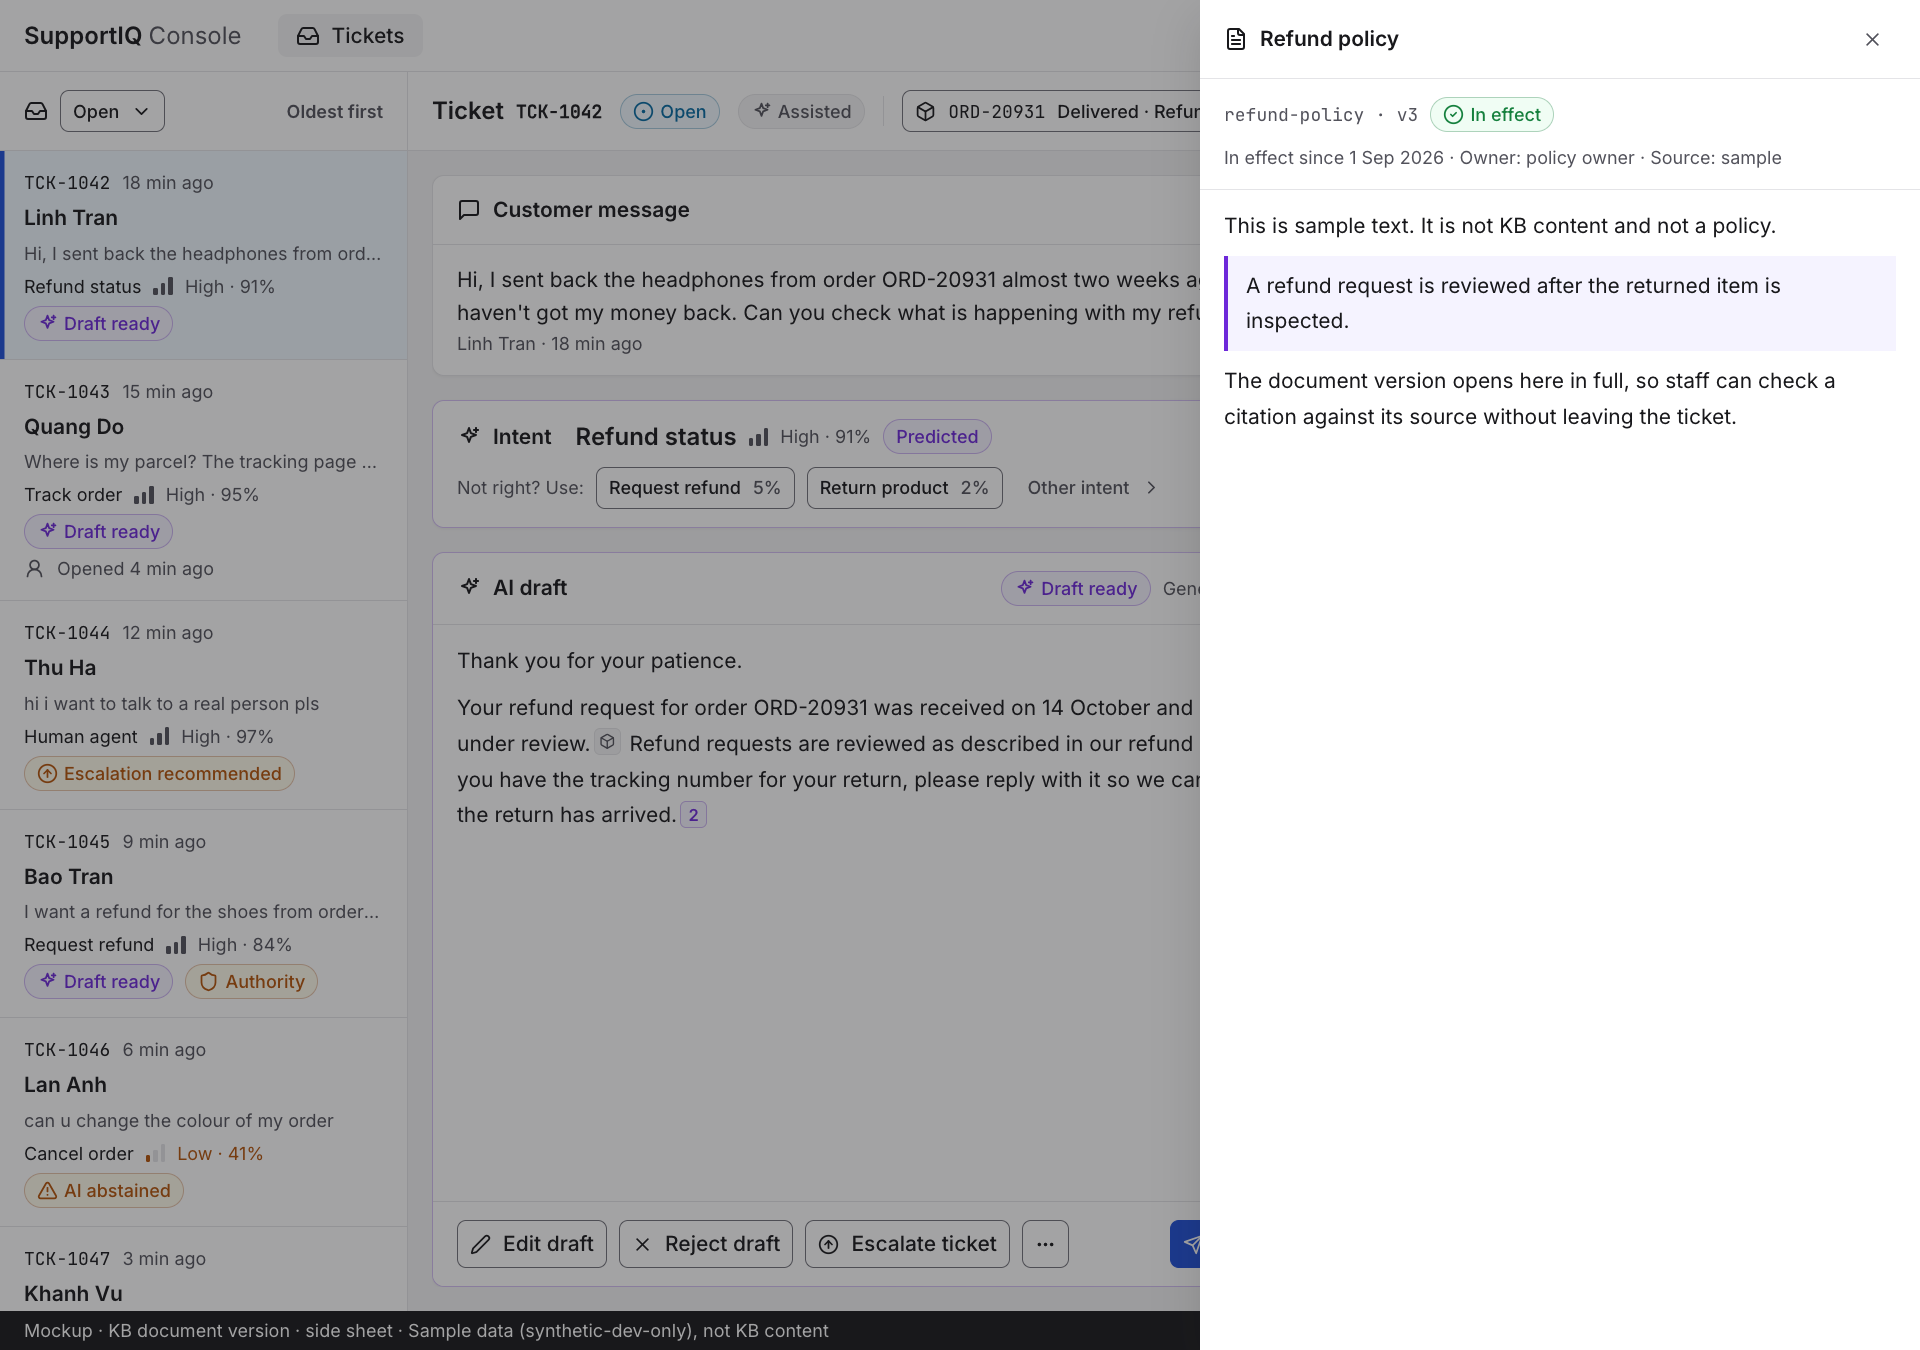 SupportIQ Console
Tickets
Open
Oldest first
TCK-1042 18 min ago
Linh Tran
Hi, I sent back the headphones from ord...
Refund status High · 91%
Draft ready
TCK-1043 15 min ago
Quang Do
Where is my parcel? The tracking page ...
Track order High · 95%
Draft ready
Opened 4 min ago
TCK-1044 12 min ago
Thu Ha
hi i want to talk to a real person pls
Human agent High · 97%
Escalation recommended
TCK-1045 9 min ago
Bao Tran
I want a refund for the shoes from order...
Request refund High · 84%
Draft ready Authority
TCK-1046 6 min ago
Lan Anh
can u change the colour of my order
Cancel order Low · 41%
AI abstained
TCK-1047 3 min ago
Khanh Vu
Ticket TCK-1042 Open Assisted ORD-20931 Delivered ·
Customer message
Hi, I sent back the headphones from order ORD-20931 almost two weeks
haven't got my money back. Can you check what is happening with my
Linh Tran · 18 min ago
Intent Refund status High · 91% Predicted
Not right? Use: Request refund 5% Return product 2% Other intent
AI draft Draft ready
Thank you for your patience.
Your refund request for order ORD-20931 was received on 14 October and
under review. Refund requests are reviewed as described in our refund
you have the tracking number for your return, please reply with it so we
the return has arrived. 2
Edit draft Reject draft Escalate ticket ...
Refund policy
refund-policy · v3 In effect
In effect since 1 Sep 2026 · Owner: policy owner · Source: sample
This is sample text. It is not KB content and not a policy.
A refund request is reviewed after the returned item is
inspected.
The document version opens here in full, so staff can check a
citation against its source without leaving the ticket.
Mockup · KB document version · side sheet · Sample data (synthetic-dev-only), not KB content